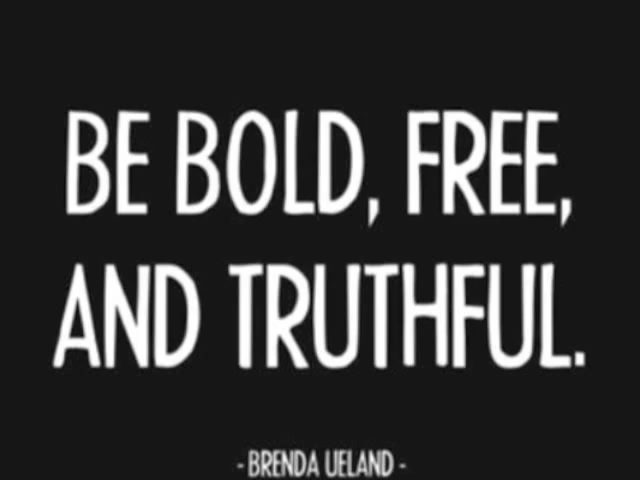 BE BOLD, FREE,
AND TRUTHFUL.
- BRENDA UELAND -